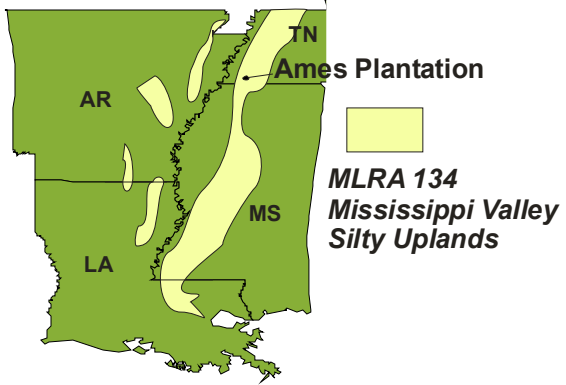 TN
Ames Plantation
AR
MLRA 134
Mississippi Valley
Silty Uplands
MS
LA